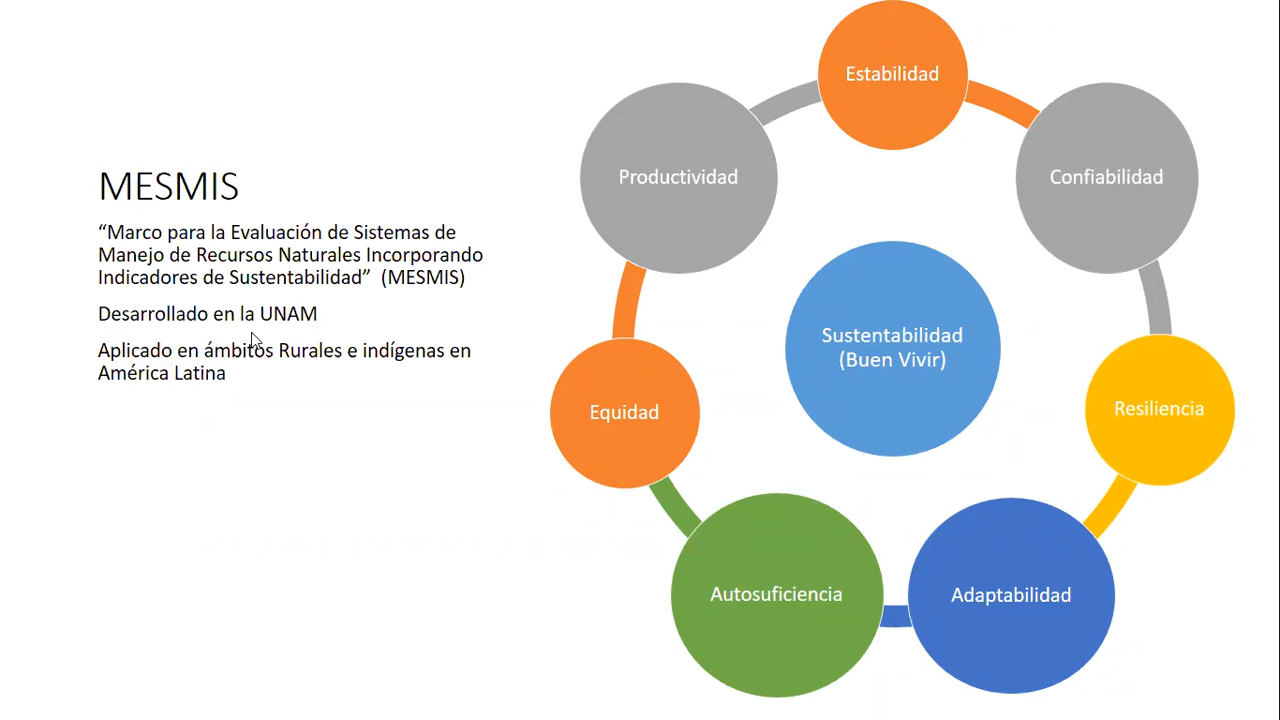 MESMIS
“Marco para la Evaluación de Sistemas de
Manejo de Recursos Naturales Incorporando
Indicadores de Sustentabilidad”  (MESMIS)
Desarrollado en la UNAM
Aplicado en ámbitos Rurales e indígenas en
América Latina
Estabilidad
Confiabilidad
Resiliencia
Adaptabilidad
Autosuficiencia
Equidad
Productividad
Sustentabilidad
(Buen Vivir)